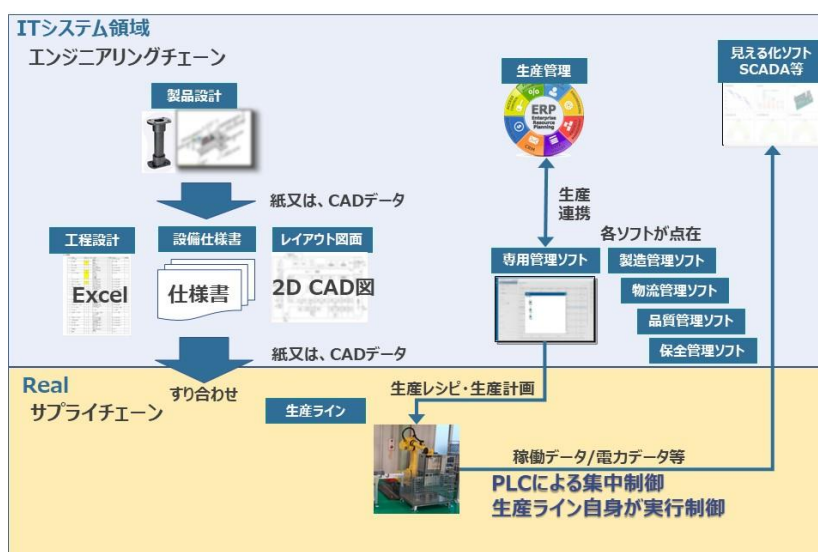 ITシステム領域
エンジニアリングチェーン
製品設計
生産管理
見える化ソフト
SCADA等
ERP
Enterprise
Resource
Planning
紙又は、CADデータ
生産
連携
各ソフトが点在
工程設計
設備仕様書
レイアウト図面
専用管理ソフト
製造管理ソフト
Excel
仕様書
2D CAD図
物流管理ソフト
品質管理ソフト
保全管理ソフト
紙又は、CADデータ
Real
サプライチェーン
すり合わせ
生産ライン
生産レシピ・生産計画
稼働データ/電力データ等
PLCによる集中制御
生産ライン自身が実行制御